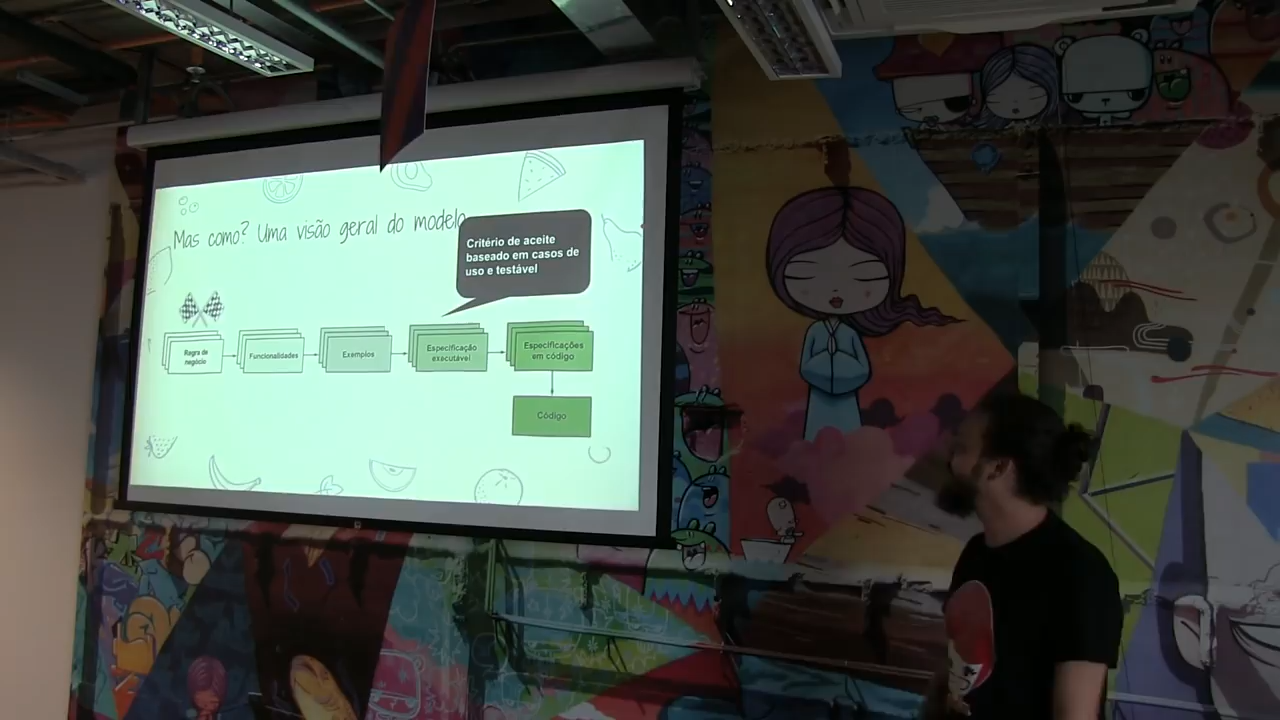 Mas como? Uma visão geral do modelo
Critério de aceite
baseado em casos de
uso e testável
Regra de
negócio
Funcionalidades
Exemplos
Especificação
executável
Especificações
em código
Código